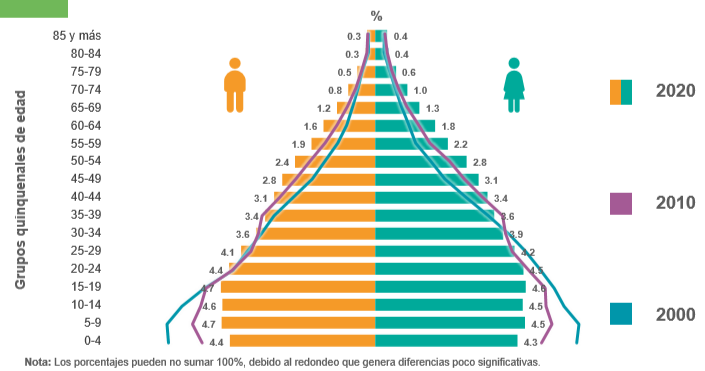 %
85 y más 0.3 0.4
80-84 0.3 0.4
75-79 0.5 0.6
70-74 0.8 1.0
65-69 1.2 1.3
60-64 1.6 1.8
55-59 1.9 2.2
50-54 2.4 2.8
45-49 2.8 3.1
40-44 3.1 3.4
35-39 3.4 3.6
30-34 3.6 3.9
25-29 4.1 4.2
20-24 4.4 4.5
15-19 4.7 4.6
10-14 4.6 4.5
5-9 4.7 4.5
0-4 4.4 4.3
Grupos quinquenales de edad
2020
2010
2000
Nota: Los porcentajes pueden no sumar 100%, debido al redondeo que genera diferencias poco significativas.